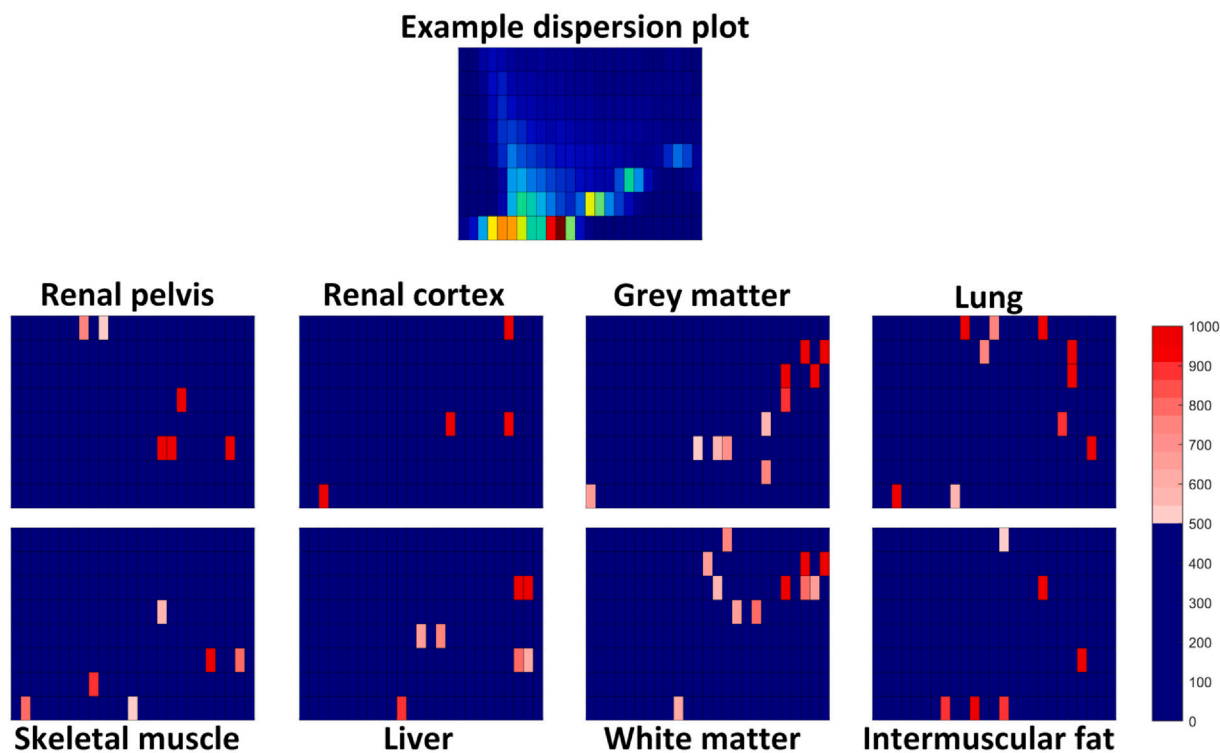 Example dispersion plot
Renal pelvis
Renal cortex
Grey matter
Lung
1000
900
800
700
600
500
400
300
200
100
0
Skeletal muscle
Liver
White matter
Intermuscular fat